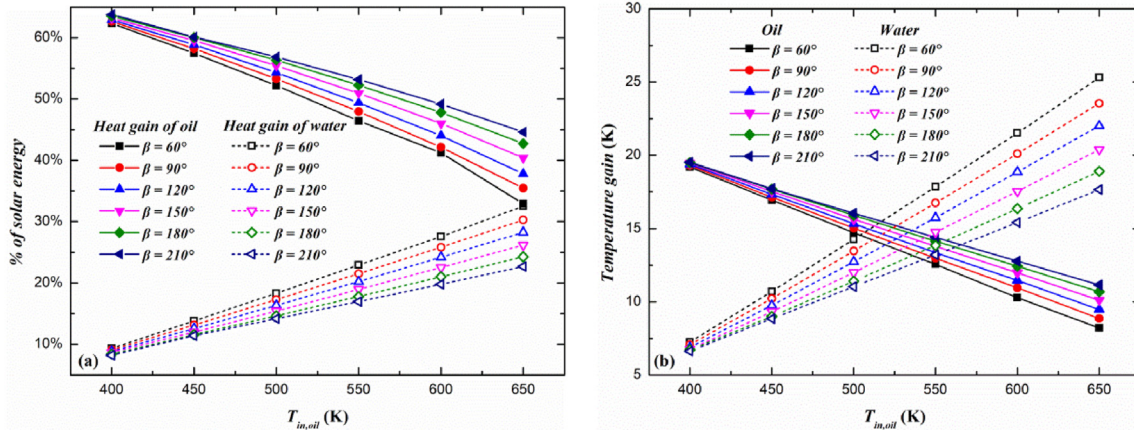 % of solar energy
60%
50%
40%
30%
20%
10%
Heat gain of oil
β = 60°
β = 90°
β = 120°
β = 150°
β = 180°
β = 210°
Heat gain of water
β = 60°
β = 90°
β = 120°
β = 150°
β = 180°
β = 210°
(a)
400 450 500 550 600 650
T in,oil (K)
Temperature gain (K)
30
25
20
15
10
5
Oil
β = 60°
β = 90°
β = 120°
β = 150°
β = 180°
β = 210°
Water
β = 60°
β = 90°
β = 120°
β = 150°
β = 180°
β = 210°
(b)
400 450 500 550 600 650
T in,oil (K)